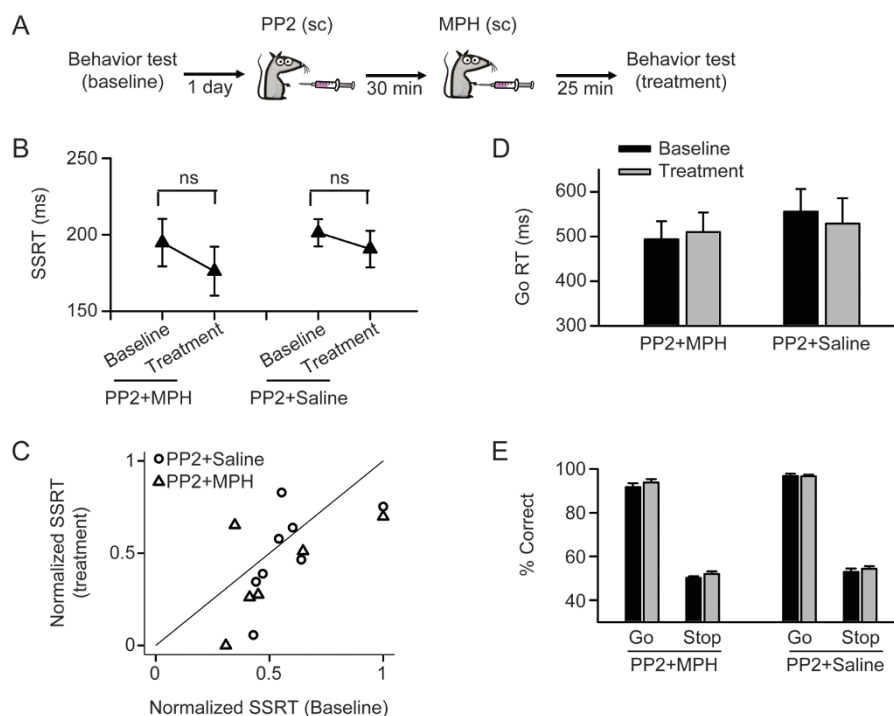 A
PP2 (sc)
MPH (sc)
Behavior test
(baseline)
1 day
30 min
25 min
Behavior test
(treatment)
B
250
200
150
SSRT (ms)
ns
ns
Baseline
Treatment
Baseline
Treatment
PP2+MPH
PP2+Saline
D
Baseline
Treatment
600
500
400
300
Go RT
(ms)
PP2+MPH
PP2+Saline
C
PP2+Saline
PP2+MPH
1
0.5
0
Normalized SSRT
(treatment)
0
0.5
1
Normalized SSRT (Baseline)
E
100
80
60
40
% Correct
Go
Stop
Go
Stop
PP2+MPH
PP2+Saline